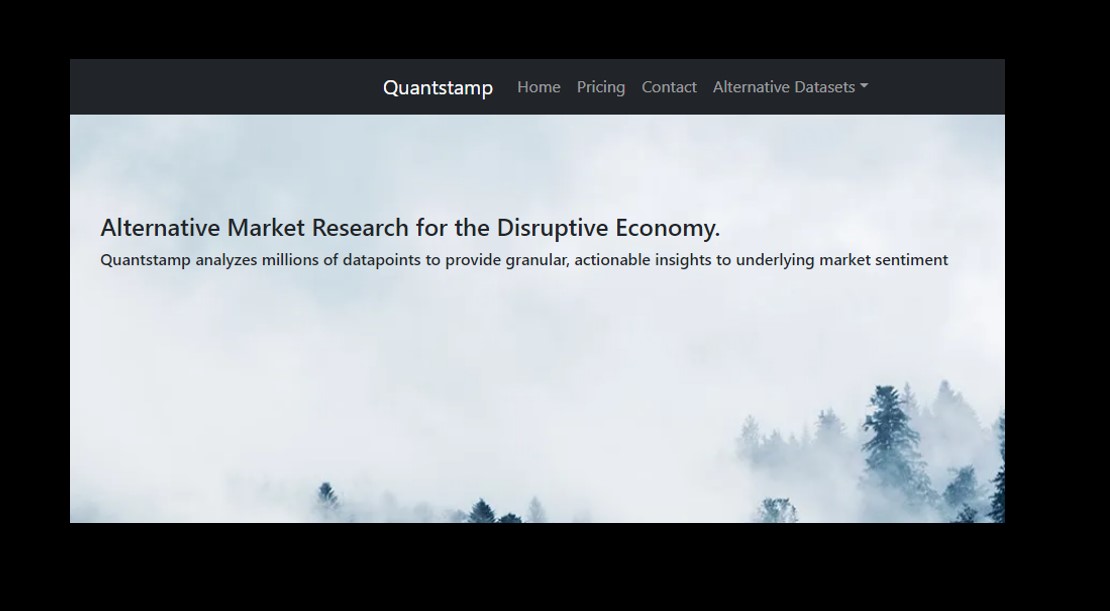 Quantstamp Home Pricing Contact Alternative Datasets
Alternative Market Research for the Disruptive Economy.
Quantstamp analyzes millions of datapoints to provide granular, actionable insights to underlying market sentiment